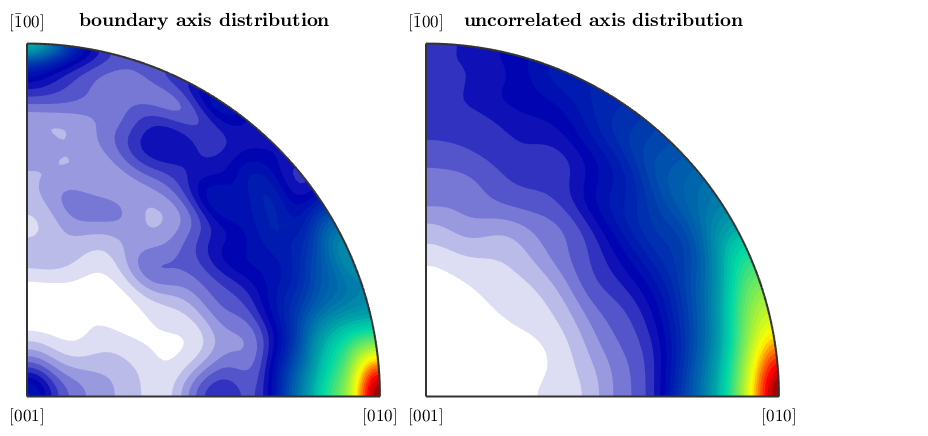 [1̄00] boundary axis distribution
[001] [010]
[1̄00] uncorrelated axis distribution
[001] [010]